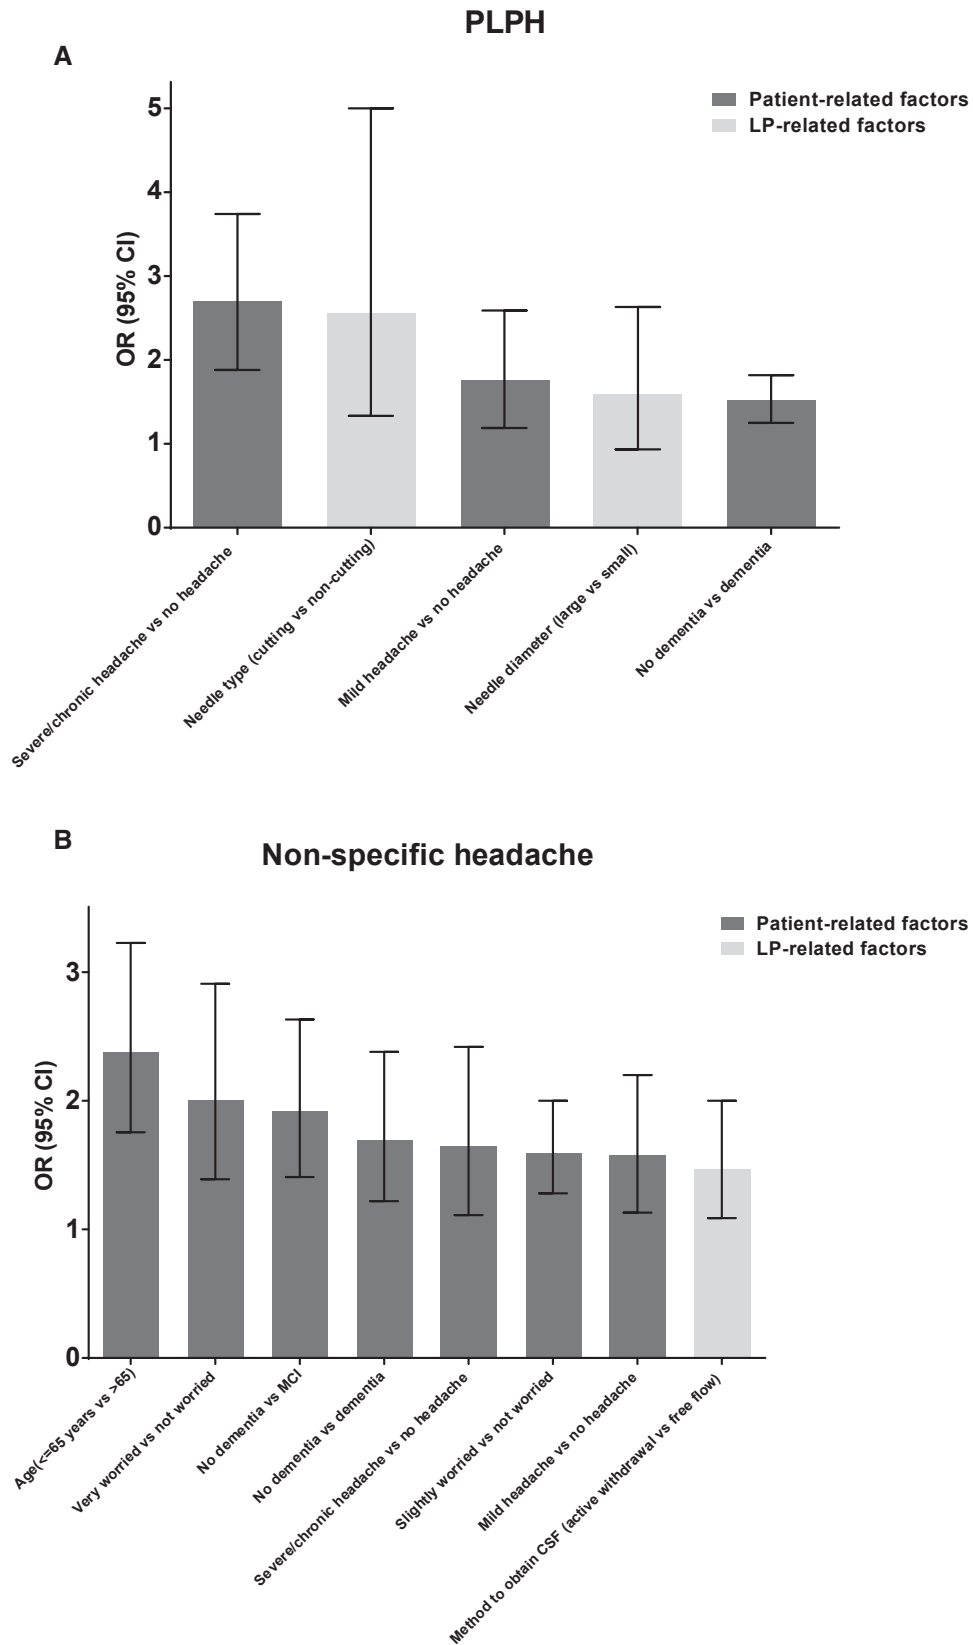 PLPH
A
Patient-related factors
LP-related factors
OR (95% CI)
5
4
3
2
1
0
Severe/chronic headache vs no headache
Needle type (cutting vs non-cutting)
Mild headache vs no headache
Needle diameter (large vs small)
No dementia vs dementia
B
Non-specific headache
Patient-related factors
LP-related factors
OR (95% CI)
3
2
1
0
Age(<=65 years vs >65)
Very worried vs not worried
No dementia vs MCI
No dementia vs dementia
Severe/chronic headache vs no headache
Slightly worried vs not worried
Mild headache vs no headache
Method to obtain CSF (active withdrawal vs free flow)